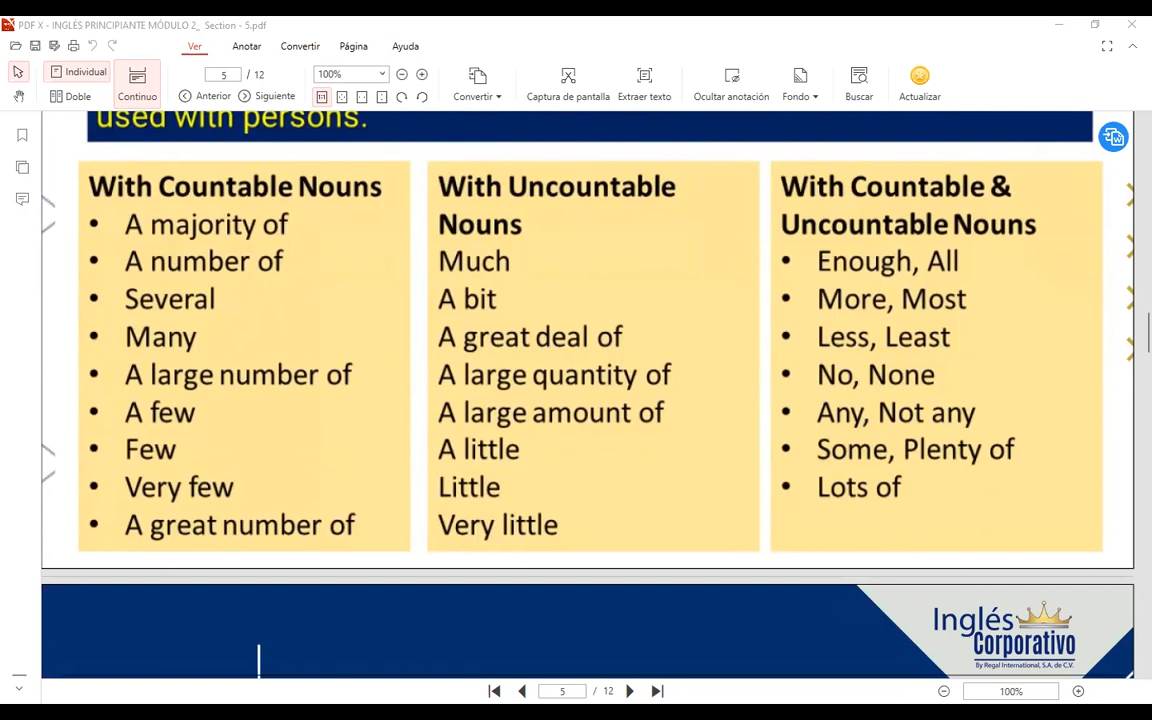 PDF X - INGLÉS PRINCIPIANTE MÓDULO 2_ Section - 5.pdf
Ver Anotar Convertir Página Ayuda
Individual
Doble
Continuo
5 / 12
Anterior Siguiente
100%
Convertir
Captura de pantalla
Extraer texto
Ocultar anotación
Fondo
Buscar
Actualizar
used with persons.
With Countable Nouns
• A majority of
• A number of
• Several
• Many
• A large number of
• A few
• Few
• Very few
• A great number of
With Uncountable
Nouns
Much
A bit
A great deal of
A large quantity of
A large amount of
A little
Little
Very little
With Countable &
Uncountable Nouns
• Enough, All
• More, Most
• Less, Least
• No, None
• Any, Not any
• Some, Plenty of
• Lots of
Inglés
Corporativo
By Regal International, S.A. de C.V.
5 / 12
100%